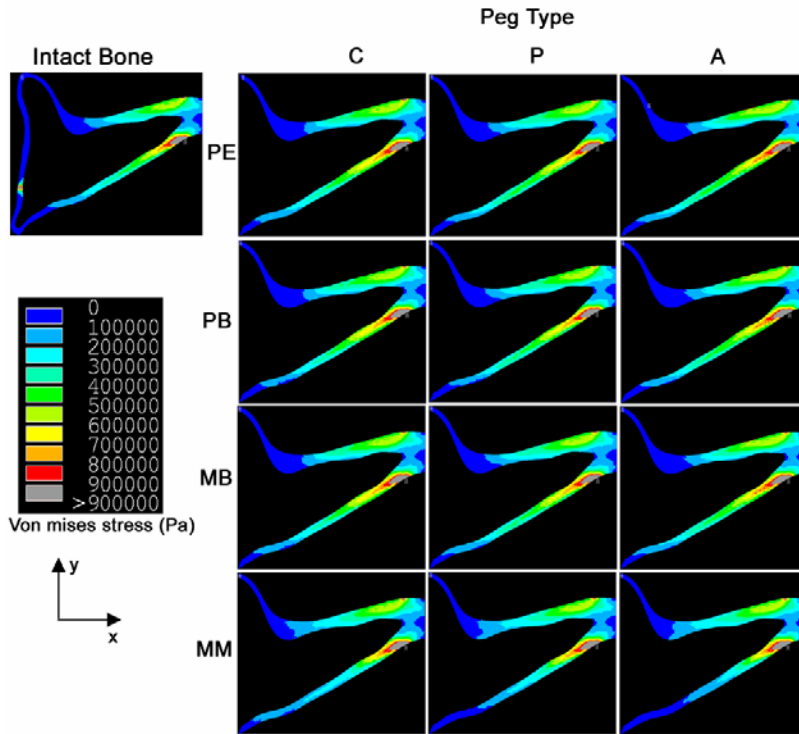 Peg Type
Intact Bone
C P A
PE
PB
MB
MM
0
100000
200000
300000
400000
500000
600000
700000
800000
900000
>900000
Von mises stress (Pa)
y
x